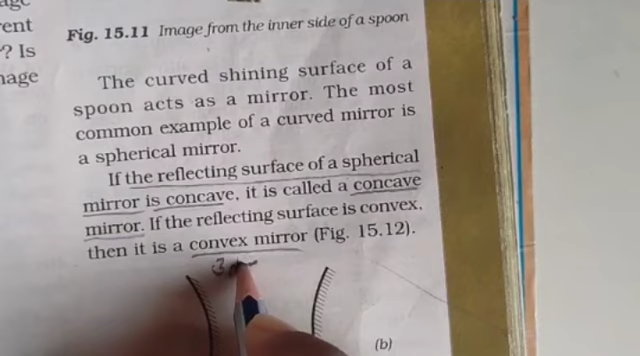 ent
? Is
Fig. 15.11 Image from the inner side of a spoon
The curved shining surface of a
spoon acts as a mirror. The most
common example of a curved mirror is
a spherical mirror.
If the reflecting surface of a spherical
mirror is concave, it is called a concave
mirror. If the reflecting surface is convex,
then it is a convex mirror (Fig. 15.12).
(b)